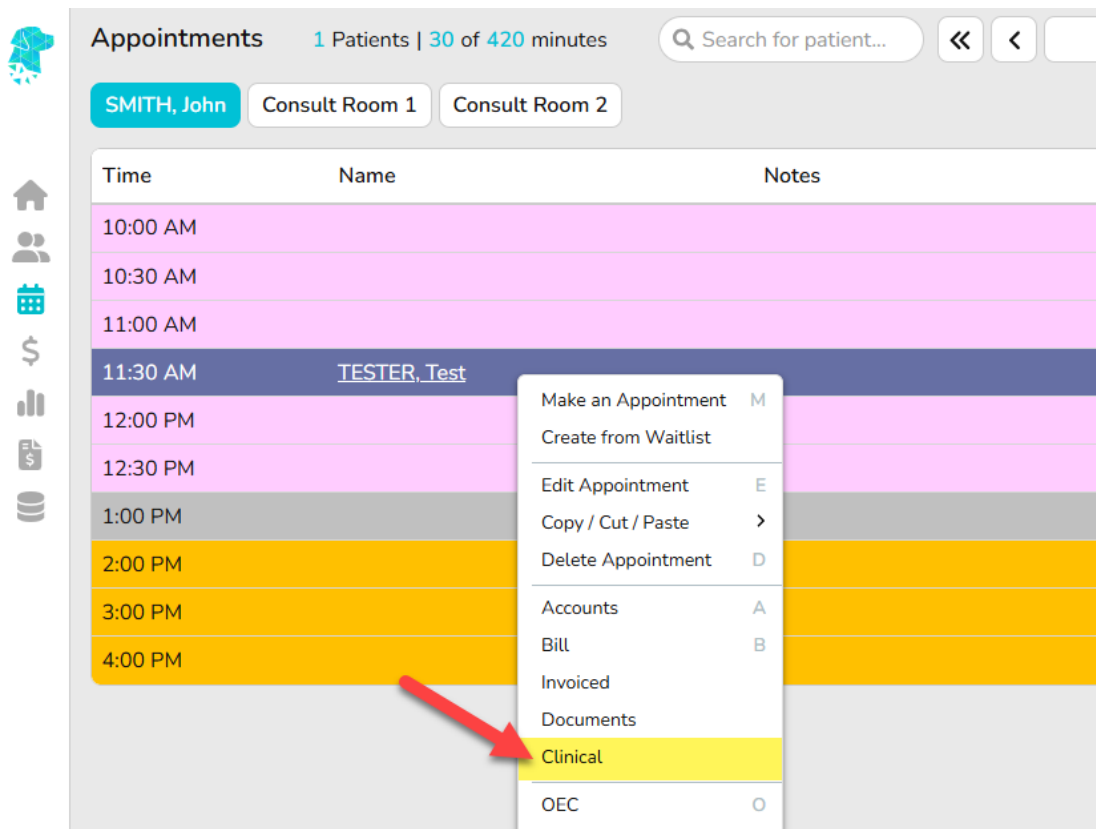 Appointments 1 Patients | 30 of 420 minutes Search for patient...
SMITH, John Consult Room 1 Consult Room 2
Time Name Notes
10:00 AM
10:30 AM
11:00 AM
11:30 AM TESTER, Test
12:00 PM
12:30 PM
1:00 PM
2:00 PM
3:00 PM
4:00 PM
Make an Appointment M
Create from Waitlist
Edit Appointment E
Copy / Cut / Paste
Delete Appointment D
Accounts A
Bill B
Invoiced
Documents
Clinical
OEC O